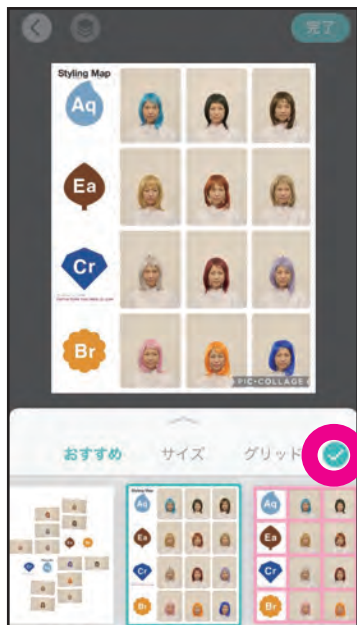 完了
Styling Map
Aq
Ea
Cr
Br
PIC•COLLAGE
おすすめ
サイズ
グリッド
Styling Map
Aq
Ea
Cr
Br
Aq
Ea
Cr
Br